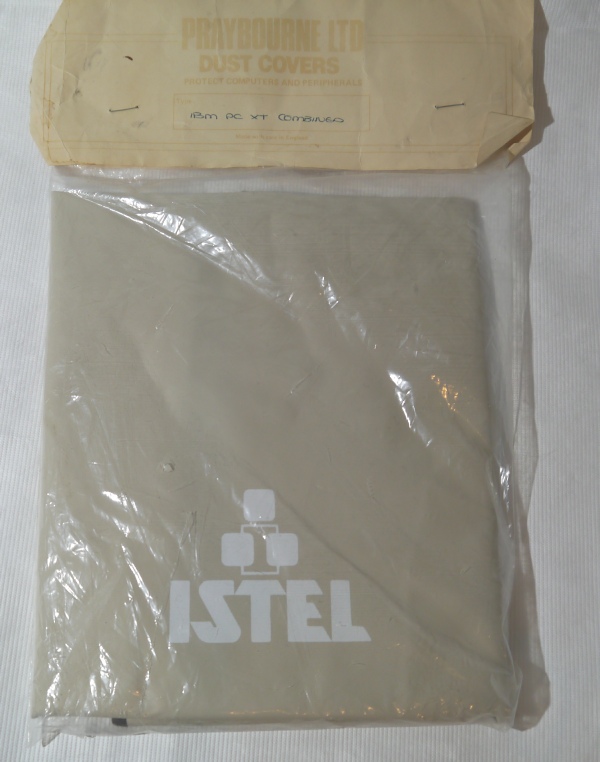 PRAYBOURNE LTD
DUST COVERS
PROTECT COMPUTERS AND PERIPHERALS
IBM PC XT COMBINED
ISTEL